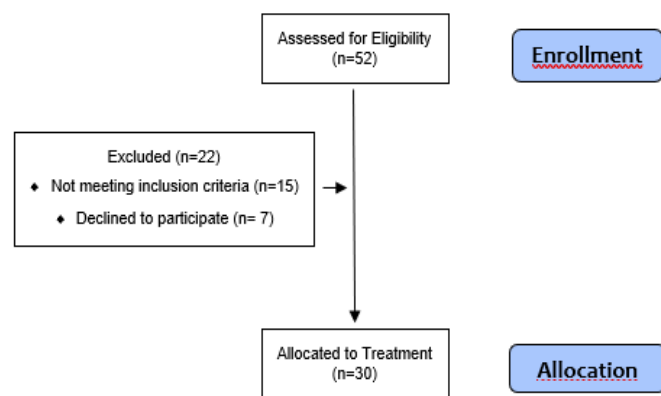 Assessed for Eligibility
(n=52)
Enrollment
Excluded (n=22)
♦ Not meeting inclusion criteria (n=15)
♦ Declined to participate (n= 7)
Allocated to Treatment
(n=30)
Allocation